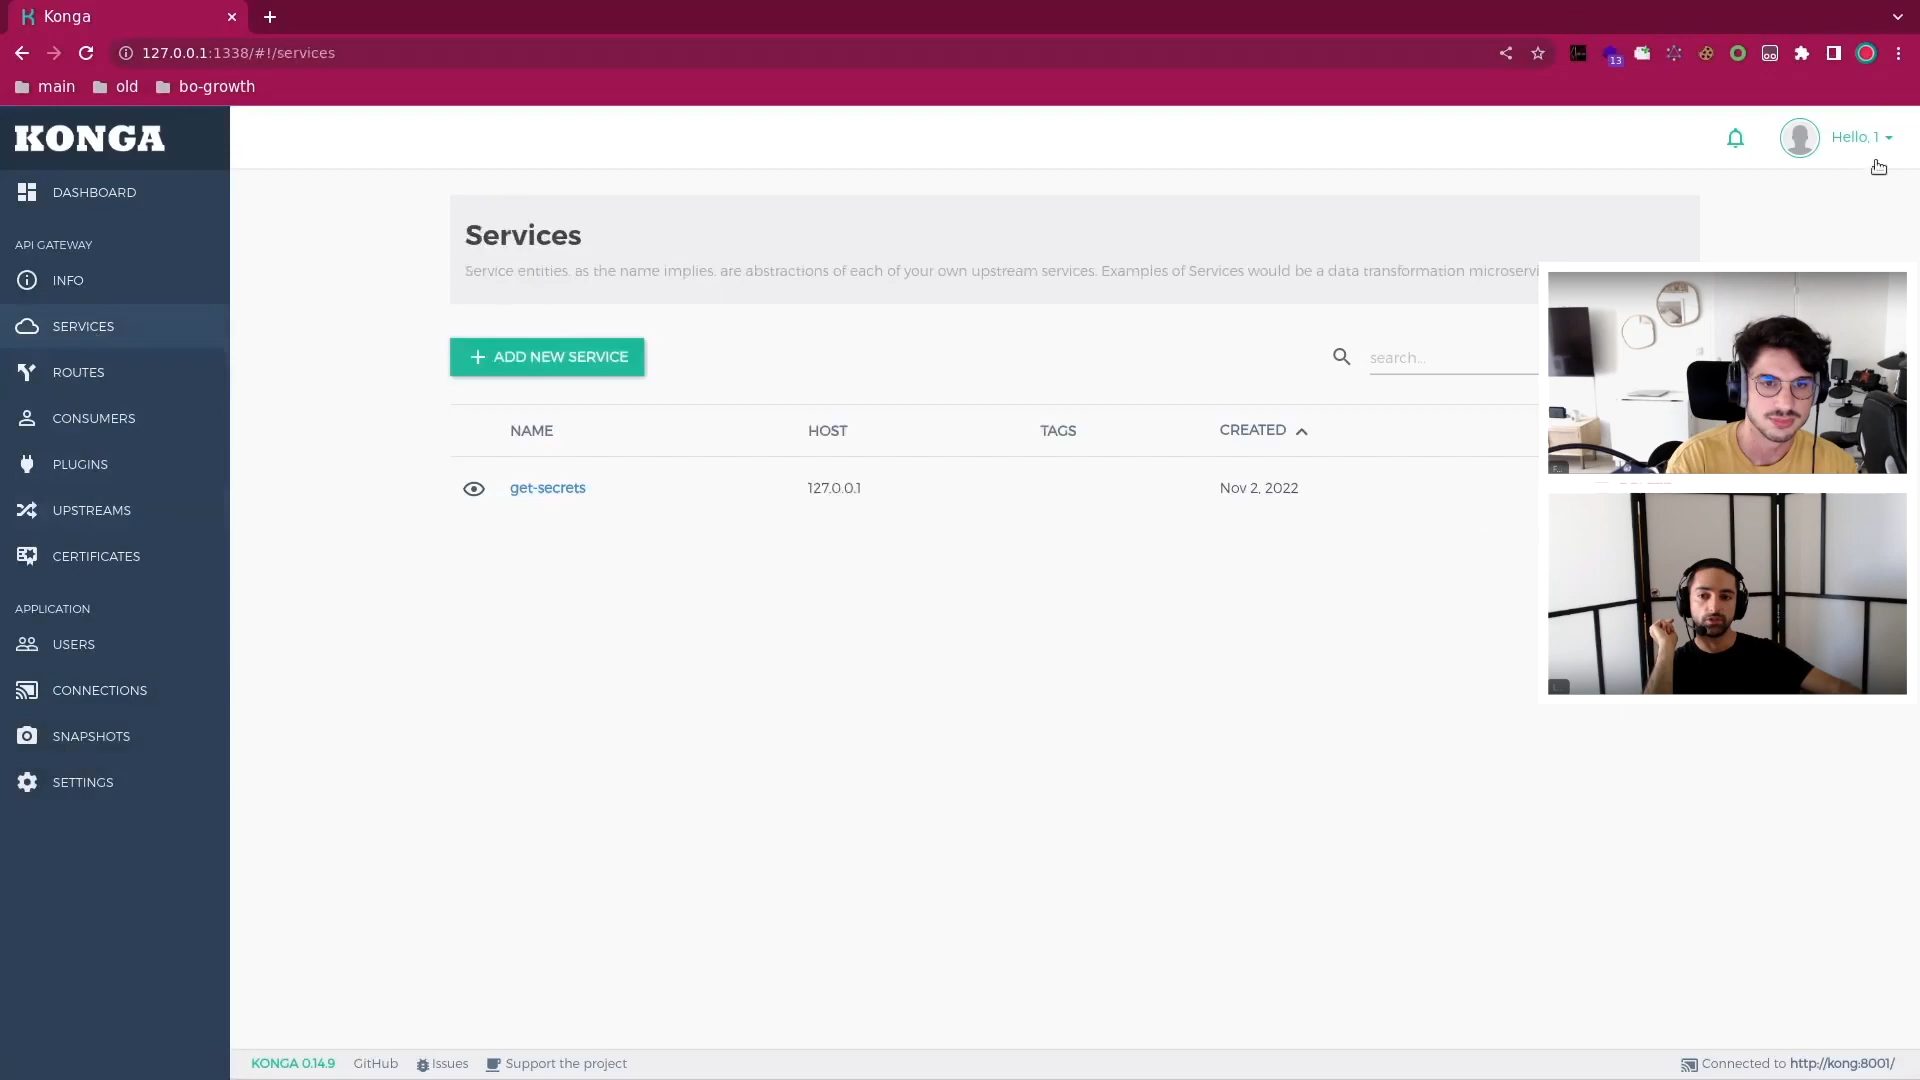 Konga
127.0.0.1:1338/#!/services
13
main
old
bo-growth
KONGA
Hello, 1
DASHBOARD
API GATEWAY
INFO
SERVICES
ROUTES
CONSUMERS
PLUGINS
UPSTREAMS
CERTIFICATES
APPLICATION
USERS
CONNECTIONS
SNAPSHOTS
SETTINGS
Services
Service entities, as the name implies, are abstractions of each of your own upstream services. Examples of Services would be a data transformation microservi
ADD NEW SERVICE
search...
NAME HOST TAGS CREATED
get-secrets 127.0.0.1 Nov 2, 2022
KONGA 0.14.9 GitHub Issues Support the project
Connected to http://kong:8001/